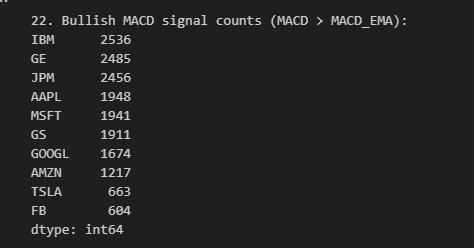 22. Bullish MACD signal counts (MACD > MACD_EMA):
IBM 2536
GE 2485
JPM 2456
AAPL 1948
MSFT 1941
GS 1911
GOOGL 1674
AMZN 1217
TSLA 663
FB 604
dtype: int64